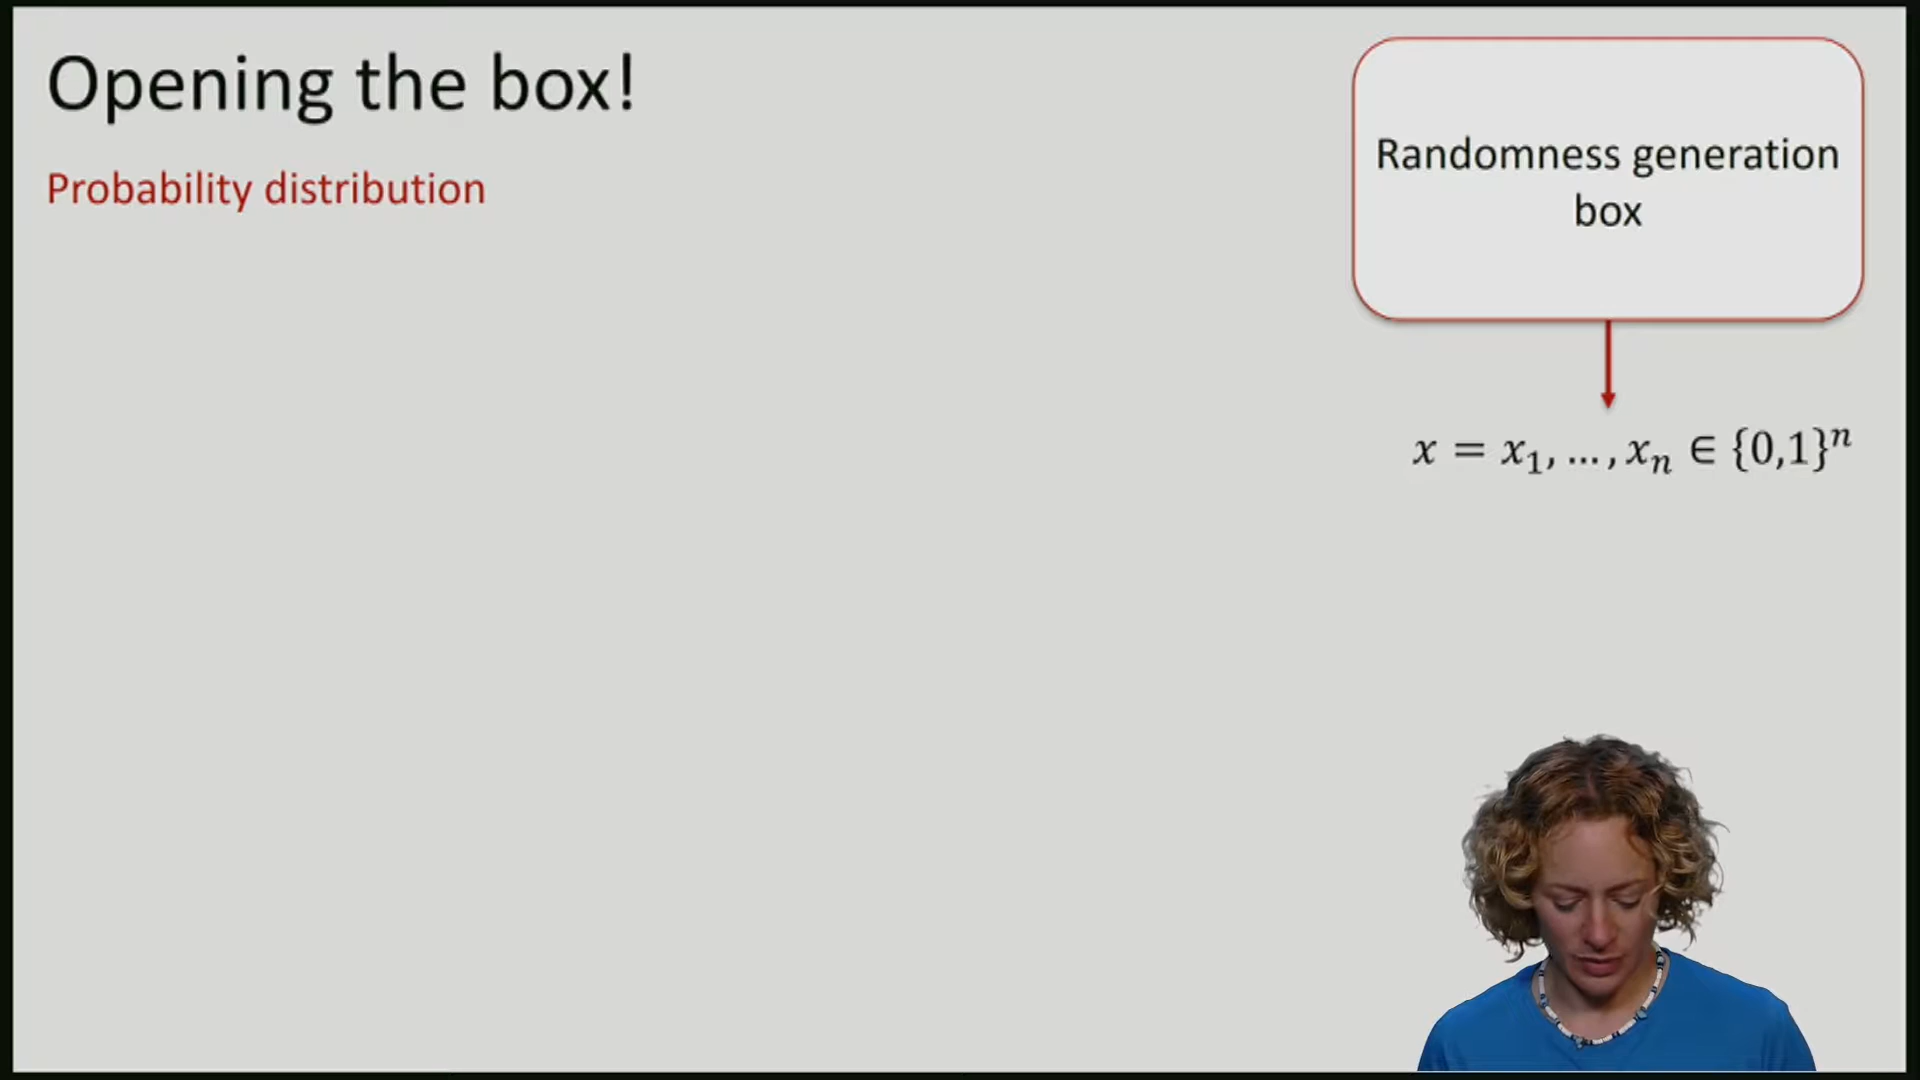 Opening the box!
Probability distribution
Randomness generation
box
x = x₁, … , xₙ ∈ {0,1}ⁿ